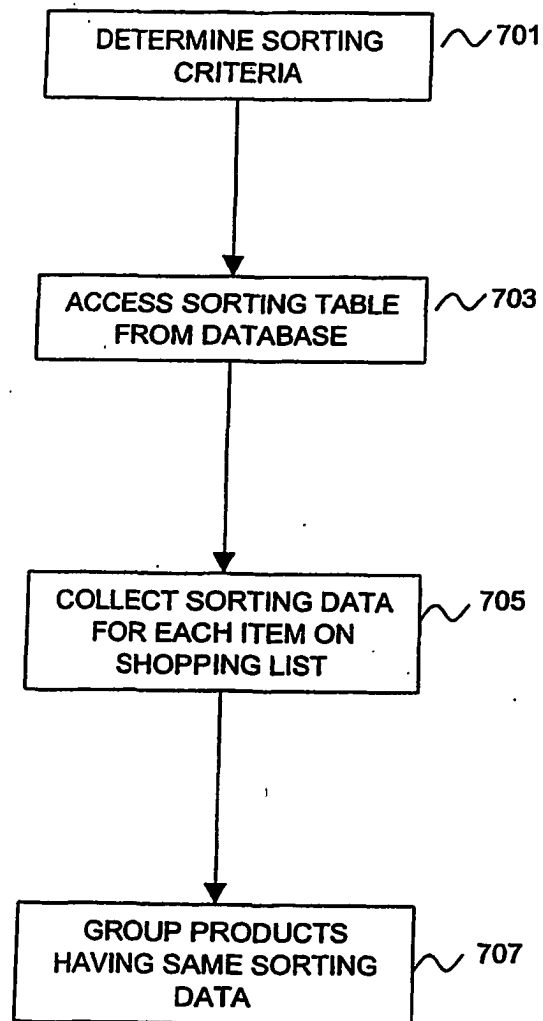 DETERMINE SORTING
CRITERIA
701
ACCESS SORTING TABLE
FROM DATABASE
703
COLLECT SORTING DATA
FOR EACH ITEM ON
SHOPPING LIST
705
GROUP PRODUCTS
HAVING SAME SORTING
DATA
707